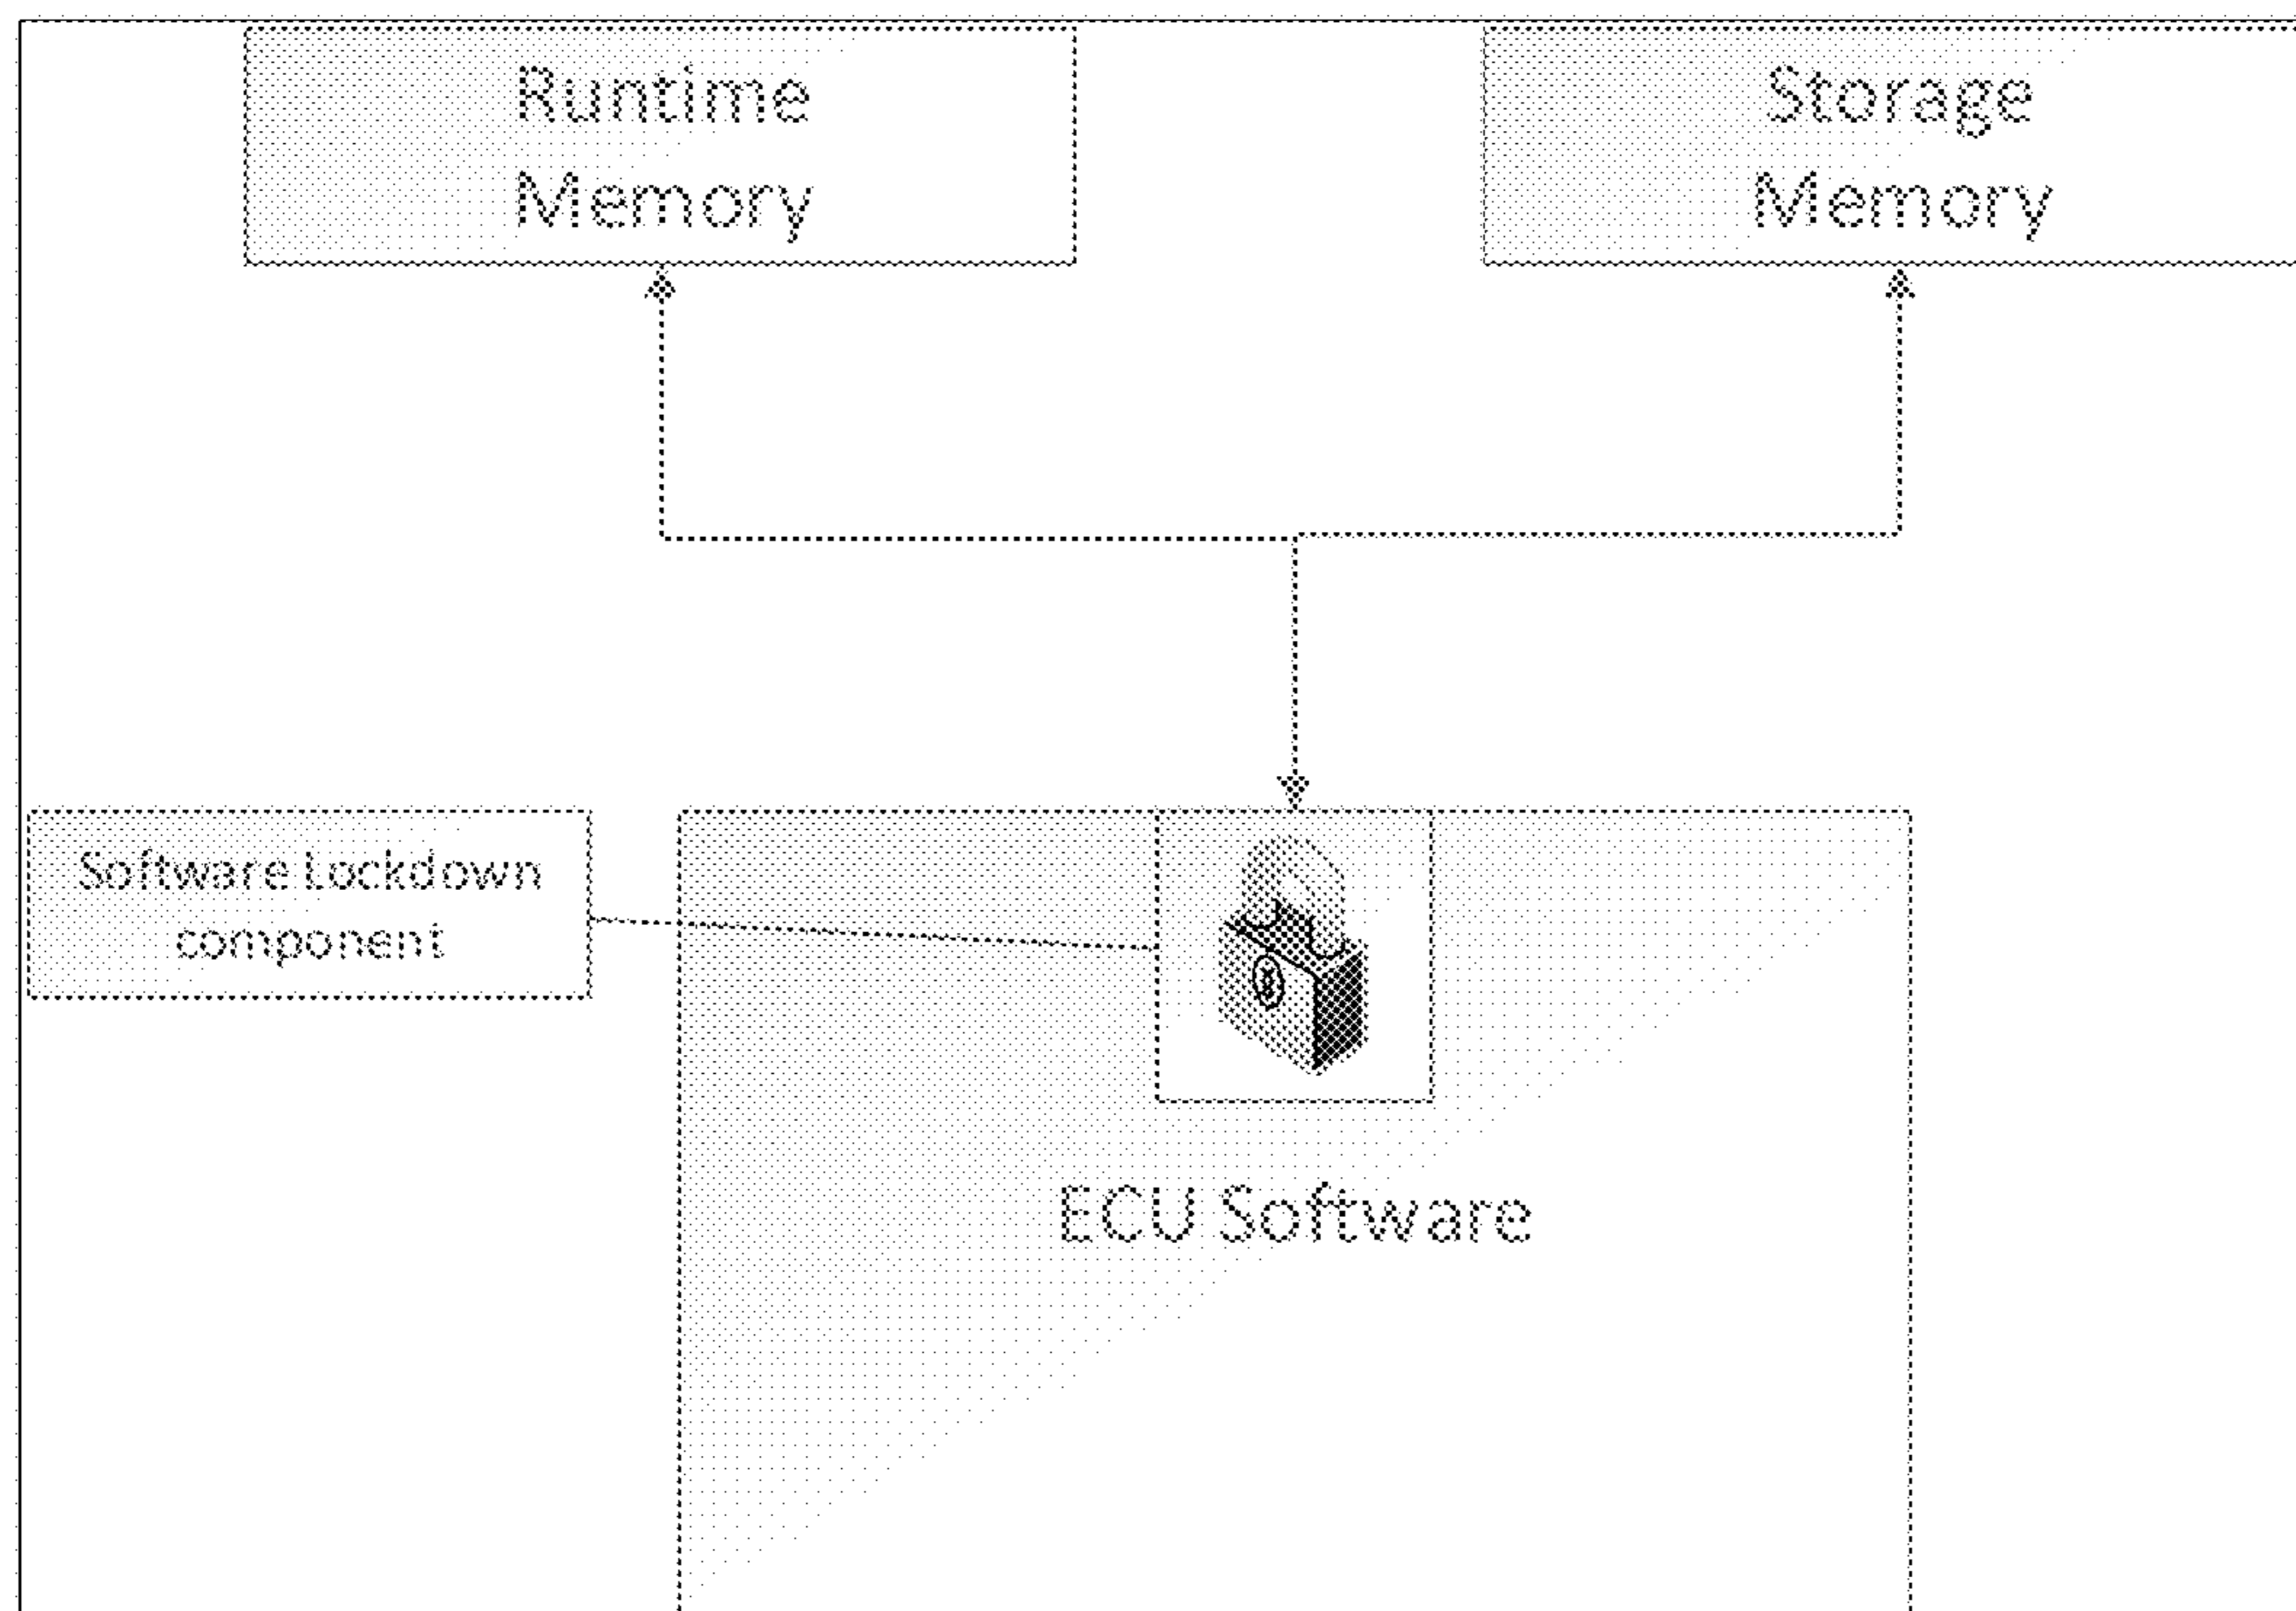 Runtime
Memory
Storage
Memory
Software Lockdown
component
ECU Software